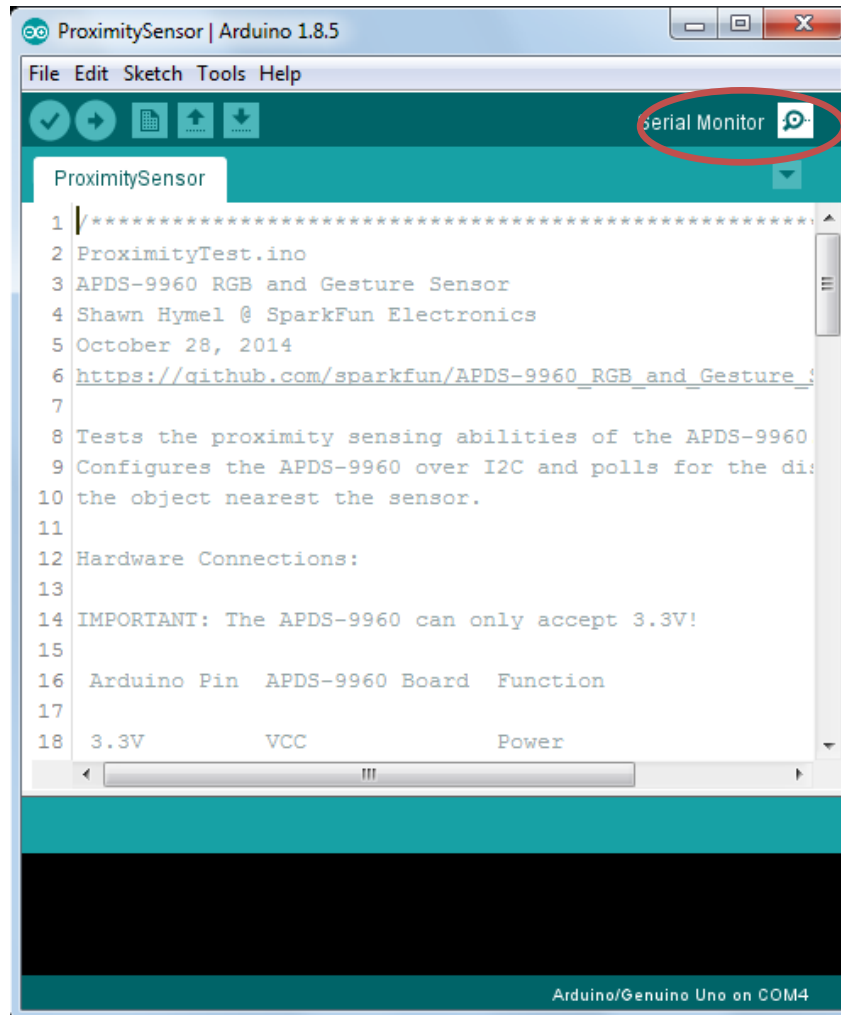 ProximitySensor | Arduino 1.8.5
File Edit Sketch Tools Help
Serial Monitor
ProximitySensor
1 /******************************************************
2 ProximityTest.ino
3 APDS-9960 RGB and Gesture Sensor
4 Shawn Hymel @ SparkFun Electronics
5 October 28, 2014
6 https://github.com/sparkfun/APDS-9960_RGB_and_Gesture_
7
8 Tests the proximity sensing abilities of the APDS-9960
9 Configures the APDS-9960 over I2C and polls for the
10 the object nearest the sensor.
11
12 Hardware Connections:
13
14 IMPORTANT: The APDS-9960 can only accept 3.3V!
15
16 Arduino Pin APDS-9960 Board Function
17
18 3.3V VCC Power
Arduino/Genuino Uno on COM4